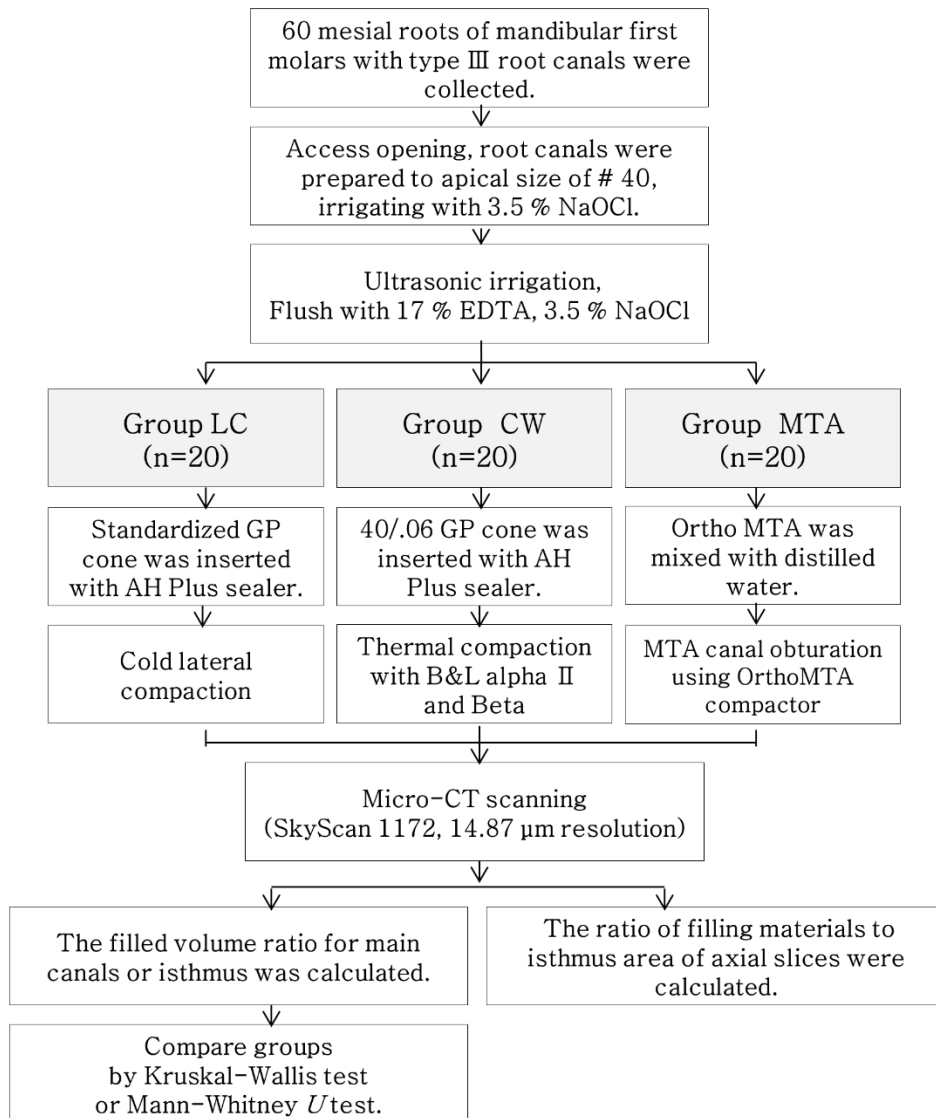 60 mesial roots of mandibular first
molars with type Ⅲ root canals were
collected.
Access opening, root canals were
prepared to apical size of # 40,
irrigating with 3.5 % NaOCl.
Ultrasonic irrigation,
Flush with 17 % EDTA, 3.5 % NaOCl
Group LC
(n=20)
Group CW
(n=20)
Group MTA
(n=20)
Standardized GP
cone was inserted
with AH Plus sealer.
40/.06 GP cone was
inserted with AH
Plus sealer.
Ortho MTA was
mixed with distilled
water.
Cold lateral
compaction
Thermal compaction
with B&L alpha Ⅱ
and Beta
MTA canal obturation
using OrthoMTA
compactor
Micro-CT scanning
(SkyScan 1172, 14.87 µm resolution)
The filled volume ratio for main
canals or isthmus was calculated.
The ratio of filling materials to
isthmus area of axial slices were
calculated.
Compare groups
by Kruskal-Wallis test
or Mann-Whitney U test.